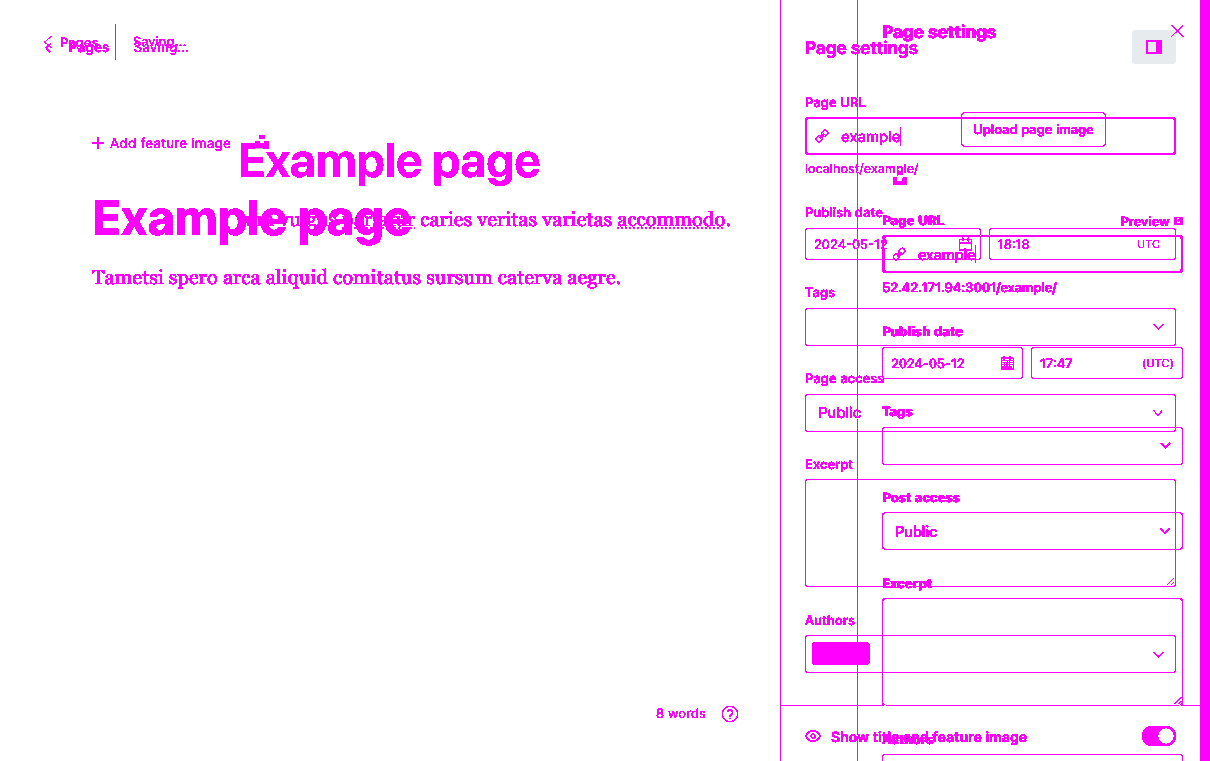 Pages
Saving...
Pages
Saving...
Page settings
Page settings
Page URL
example
Upload page image
localhost/example/
+ Add feature image
Example page
Example page
caries veritas varietas accommodo.
Tametsi spero arca aliquid comitatus sursum caterva aegre.
Publish date
2024-05-12
18:18
UTC
Page URL
Preview
example
52.42.171.94:3001/example/
Tags
Publish date
2024-05-12
17:47
(UTC)
Page access
Public
Tags
Excerpt
Post access
Public
Excerpt
Authors
8 words
?
Show title and feature image
Authors